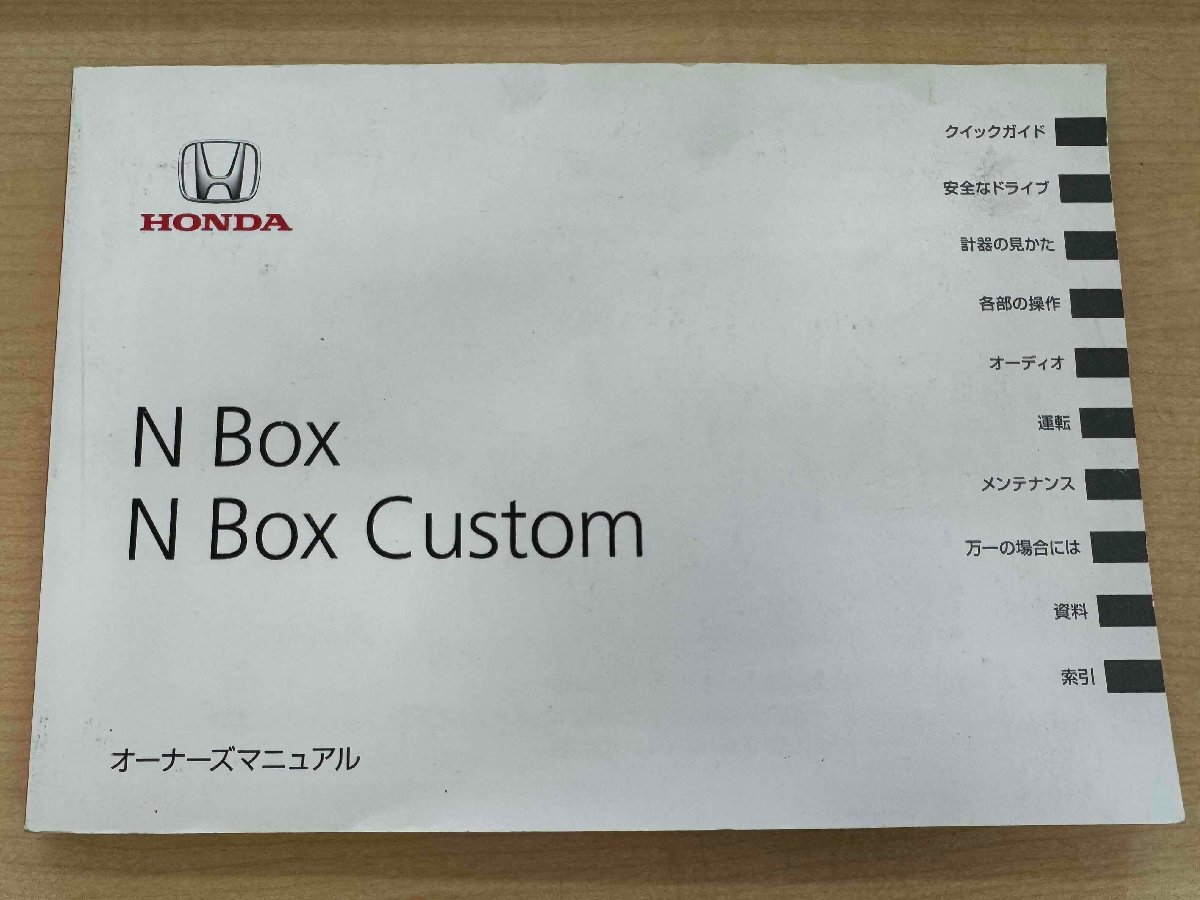 HONDA
N Box
N Box Custom
オーナーズマニュアル
クイックガイド
安全なドライブ
計器の見かた
各部の操作
オーディオ
運転
メンテナンス
万一の場合には
資料
索引